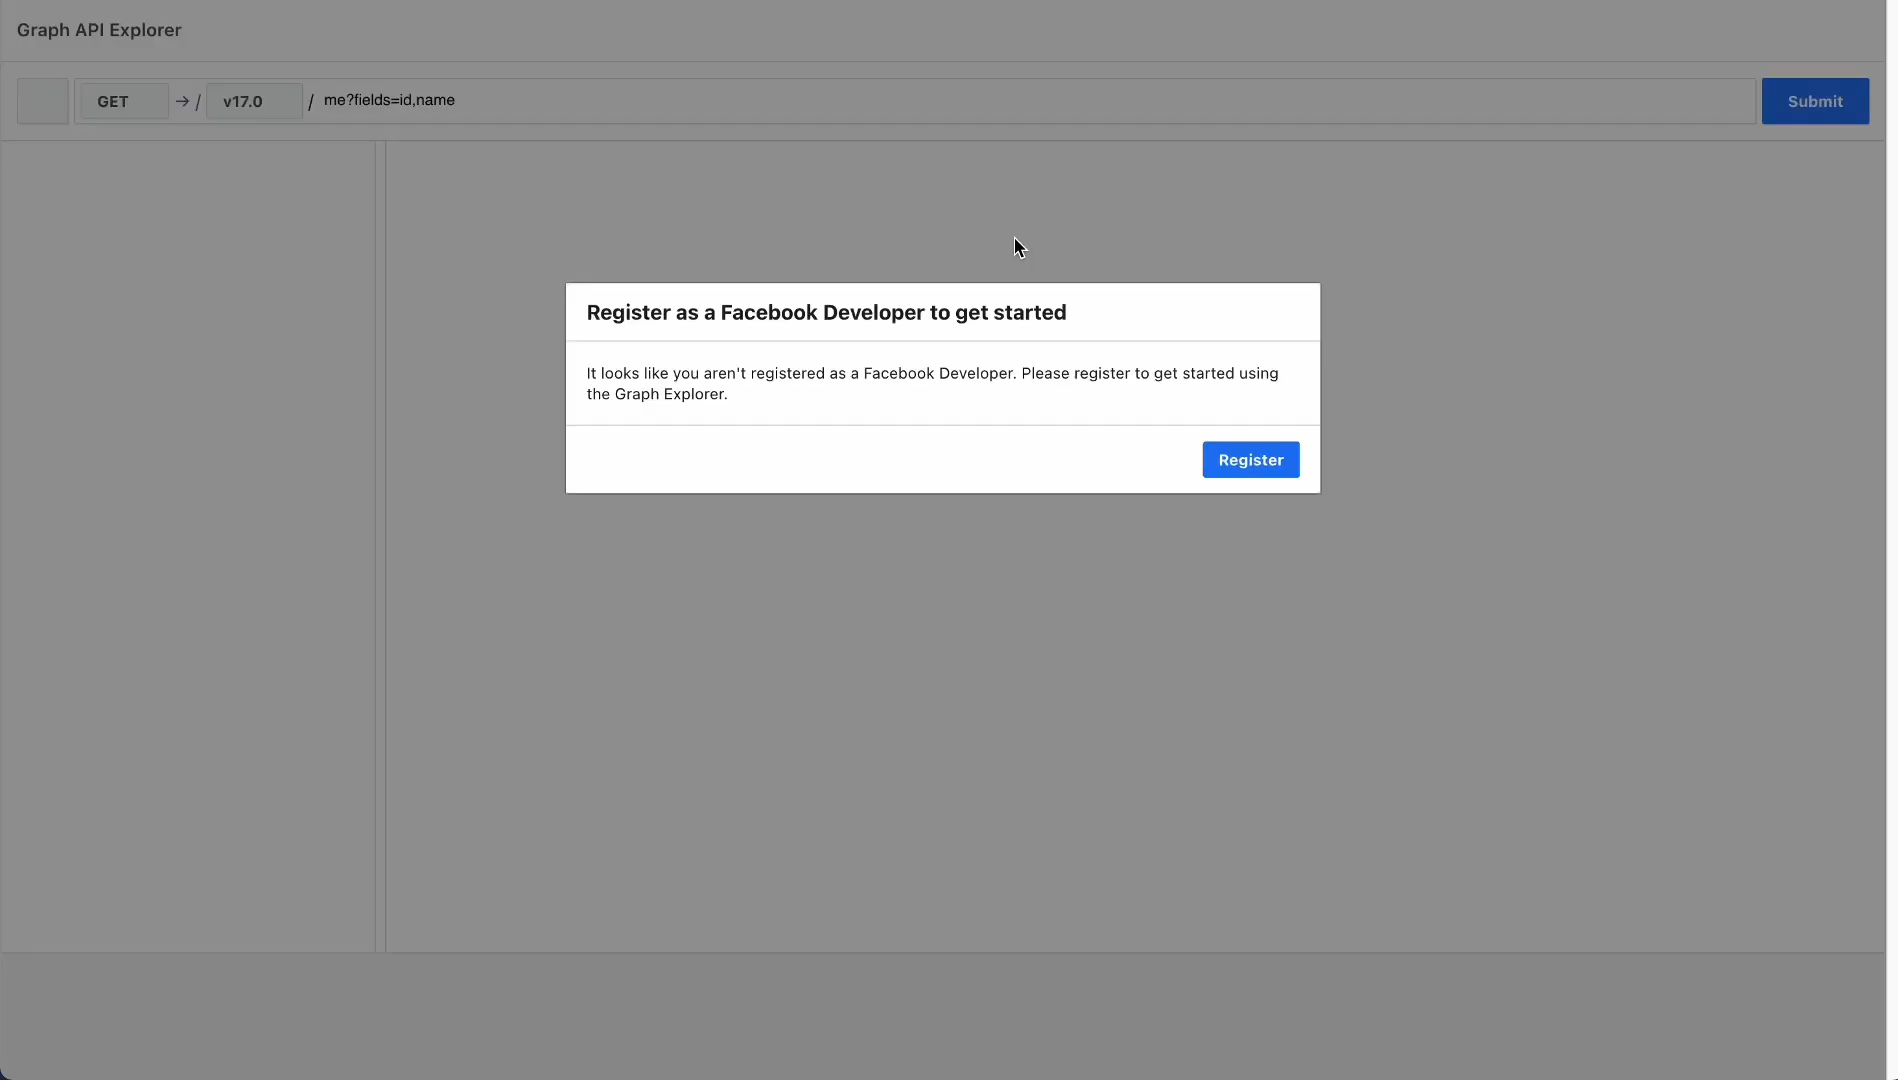 Graph API Explorer
GET → / v17.0 / me?fields=id,name Submit
Register as a Facebook Developer to get started
It looks like you aren't registered as a Facebook Developer. Please register to get started using
the Graph Explorer.
Register